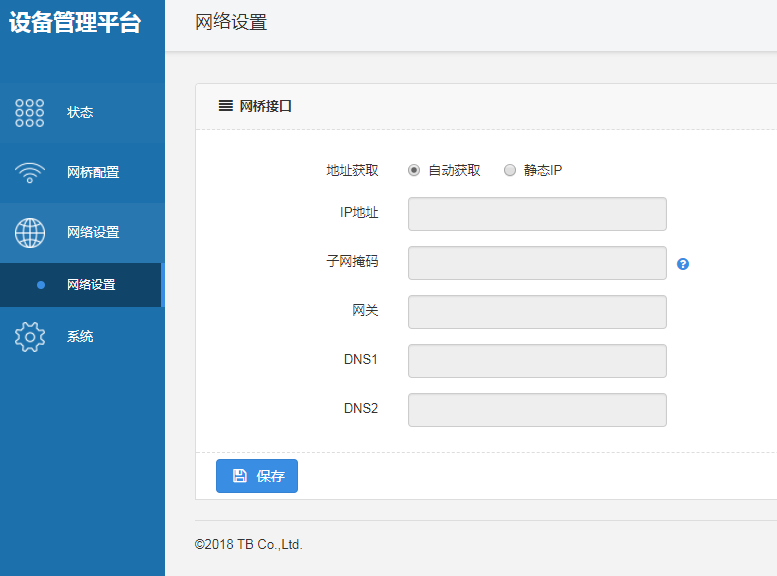 设备管理平台
网络设置
状态
网桥配置
网络设置
网络设置
系统
网桥接口
地址获取 自动获取 静态IP
IP地址
子网掩码 ?
网关
DNS1
DNS2
保存
©2018 TB Co.,Ltd.